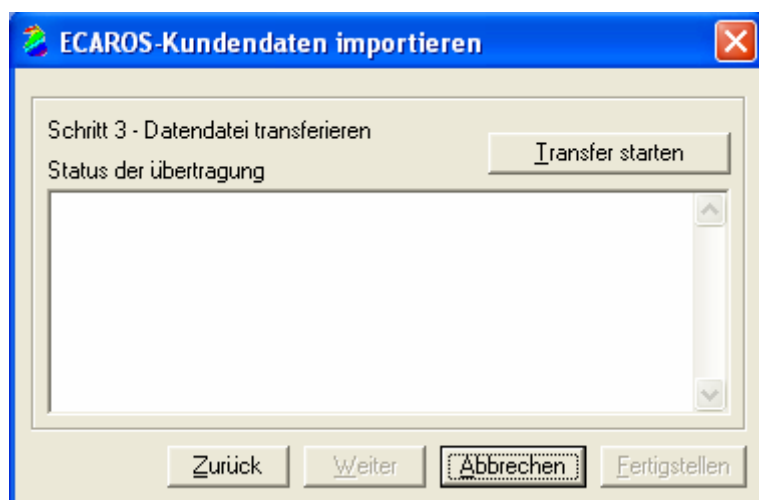 ECAROS-Kundendaten importieren
Schritt 3 - Datendatei transferieren
Transfer starten
Status der übertragung
Zurück Weiter Abbrechen Fertigstellen